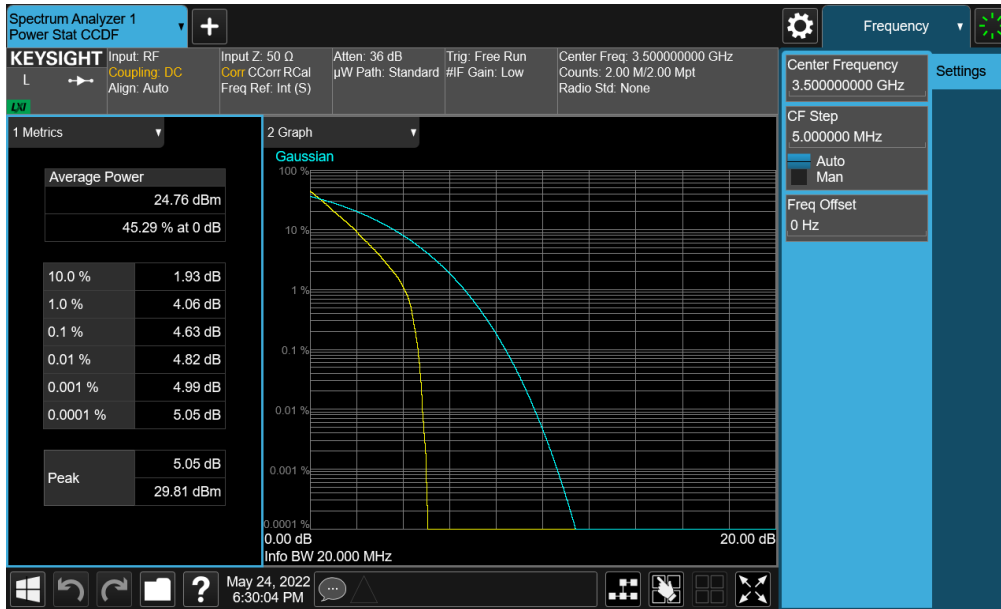 Spectrum Analyzer 1
Power Stat CCDF
+
Frequency
KEYSIGHT
L
LXI
Input: RF
Coupling: DC
Align: Auto
Input Z: 50 Ω
Corr CCorr RCal
Freq Ref: Int (S)
Atten: 36 dB
µW Path: Standard
Trig: Free Run
#IF Gain: Low
Center Freq: 3.500000000 GHz
Counts: 2.00 M/2.00 Mpt
Radio Std: None
Center Frequency
3.500000000 GHz
Settings
CF Step
5.000000 MHz
Auto
Man
Freq Offset
0 Hz
1 Metrics
Average Power
24.76 dBm
45.29 % at 0 dB
10.0 % 1.93 dB
1.0 % 4.06 dB
0.1 % 4.63 dB
0.01 % 4.82 dB
0.001 % 4.99 dB
0.0001 % 5.05 dB
Peak
5.05 dB
29.81 dBm
2 Graph
Gaussian
100 %
10 %
1 %
0.1 %
0.01 %
0.001 %
0.0001 %
0.00 dB 20.00 dB
Info BW 20.000 MHz
?
May 24, 2022
6:30:04 PM